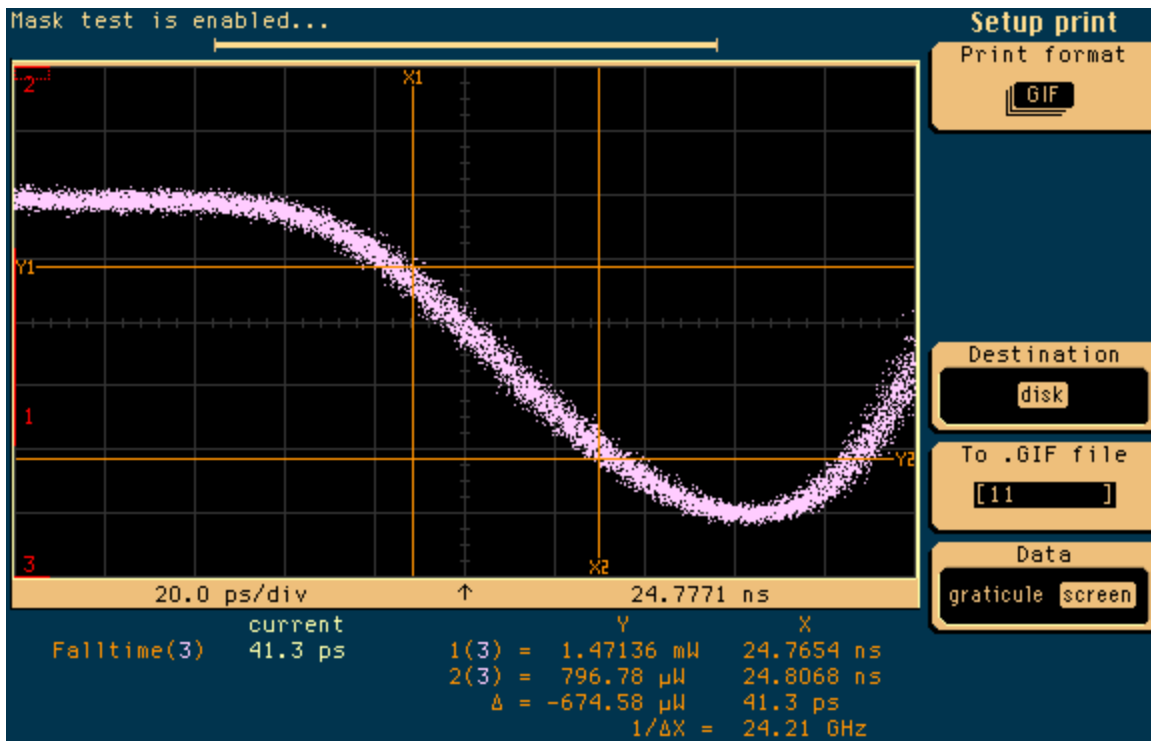 Mask test is enabled...
Setup print
Print format
GIF
2
X1
Y1
1
Y2
3
X2
Destination
disk
To .GIF file
[11 ]
Data
graticule screen
20.0 ps/div ↑ 24.7771 ns
current Y X
Falltime(3) 41.3 ps 1(3) = 1.47136 mW 24.7654 ns
2(3) = 796.78 µW 24.8068 ns
Δ = -674.58 µW 41.3 ps
1/ΔX = 24.21 GHz